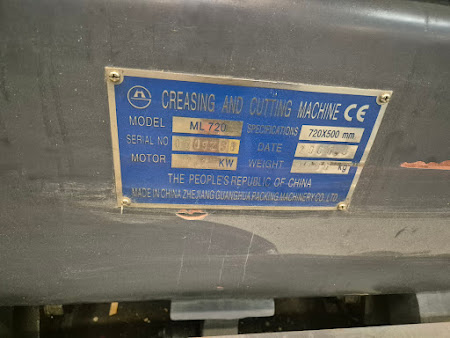 CREASING AND CUTTING MACHINE CE
MODEL ML 720 SPECIFICATIONS 720X500 mm
SERIAL NO DATE
MOTOR KW WEIGHT Kg
THE PEOPLE'S REPUBLIC OF CHINA
MADE IN CHINA ZHEJIANG GUANGHUA PACKING MACHINERY CO. LTD